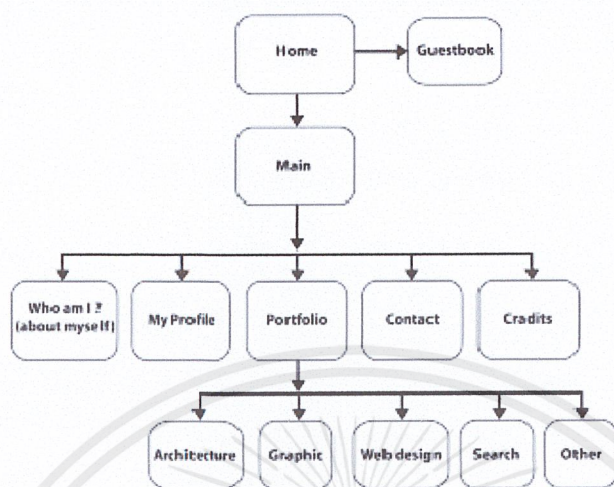 Home
Guestbook
Main
Who am I ?
(about myself)
My Profile
Portfolio
Contact
Cradits
Architecture
Graphic
Web design
Search
Other